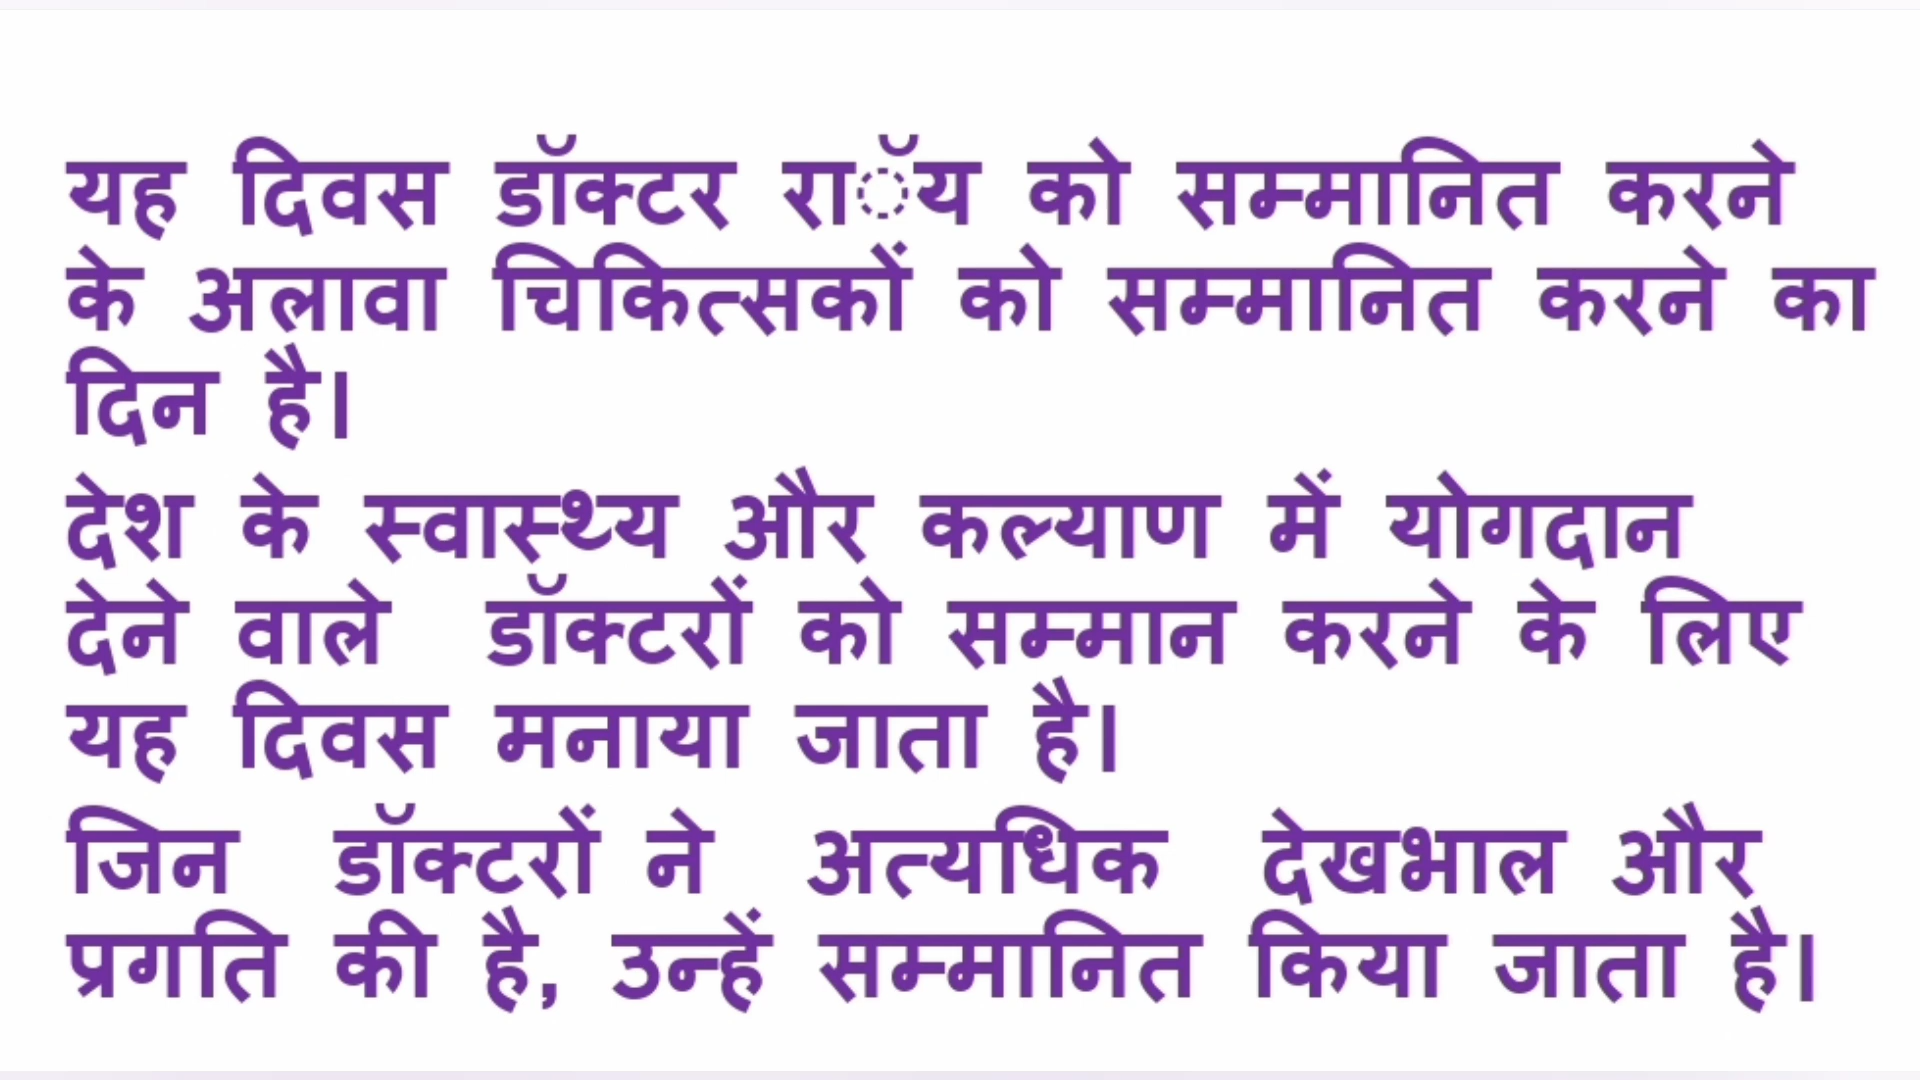 यह दिवस डॉक्टर राॅय को सम्मानित करने
के अलावा चिकित्सकों को सम्मानित करने का
दिन है।
देश के स्वास्थ्य और कल्याण में योगदान
देने वाले डॉक्टरों को सम्मान करने के लिए
यह दिवस मनाया जाता है।
जिन डॉक्टरों ने अत्यधिक देखभाल और
प्रगति की है, उन्हें सम्मानित किया जाता है।